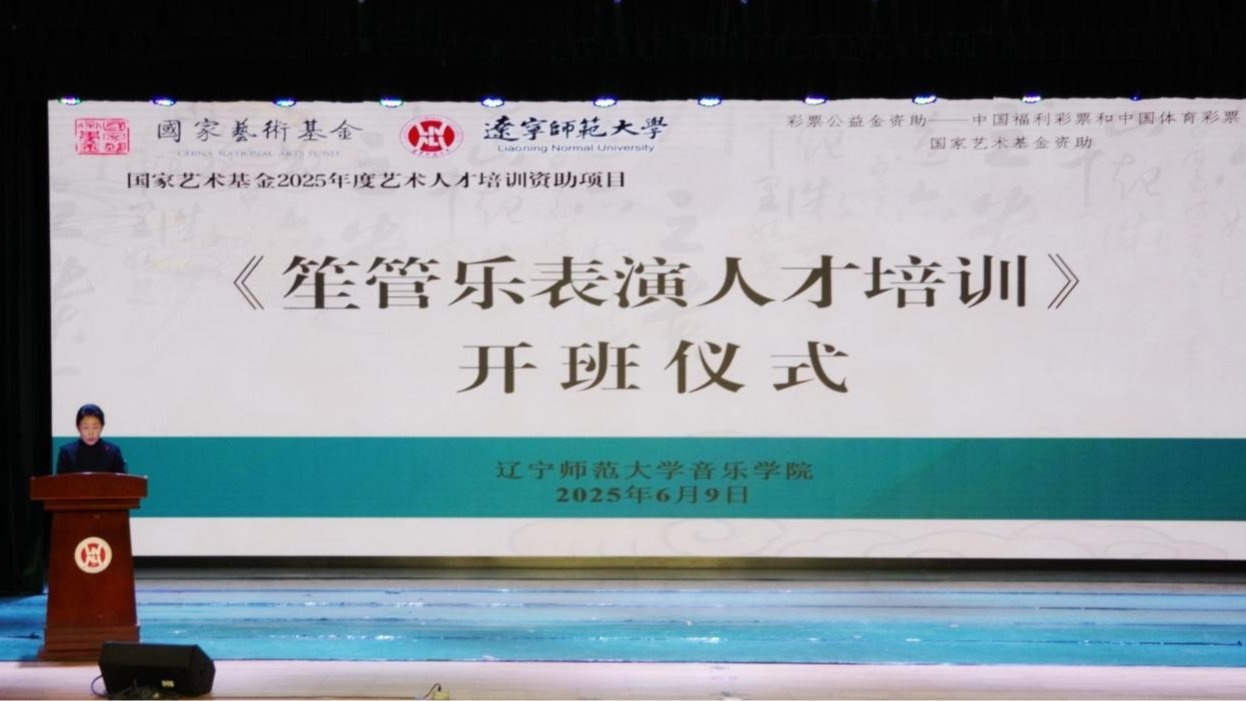 國家藝術基金
CHINA NATIONAL ARTS FUND
遼寧師範大學
Liaoning Normal University
彩票公益金资助——中国福利彩票和中国体育彩票
国家艺术基金资助
国家艺术基金2025年度艺术人才培训资助项目
《笙管乐表演人才培训》
开班仪式
辽宁师范大学音乐学院
2025年6月9日